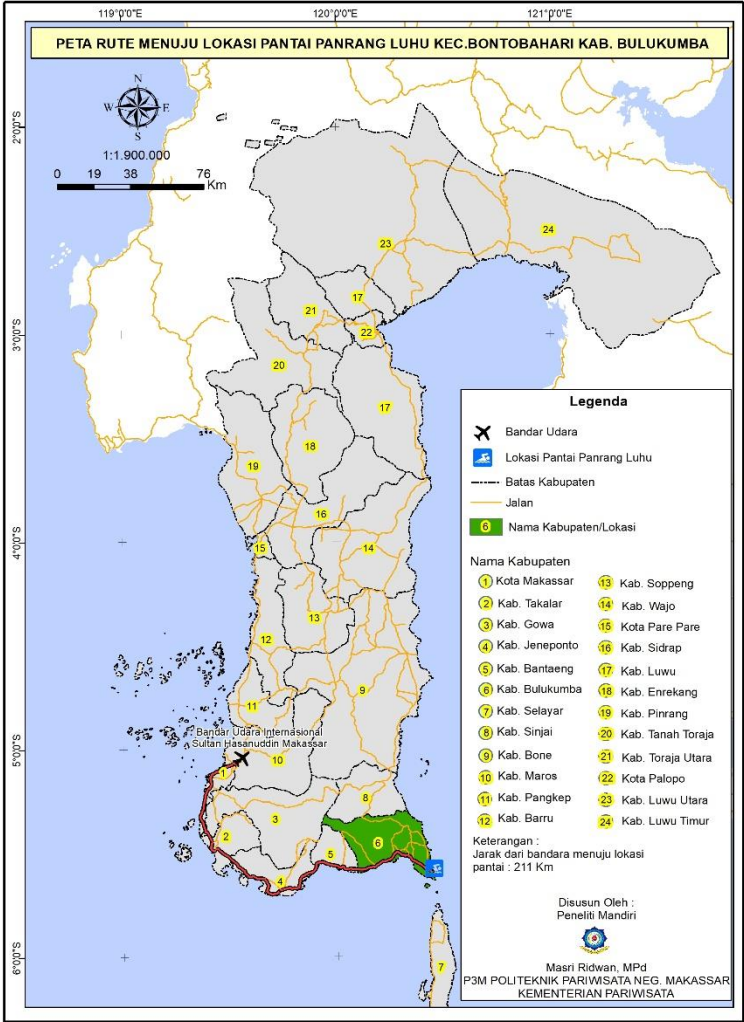 119°0'0"E 120°0'0"E 121°0'0"E
PETA RUTE MENUJU LOKASI PANTAI PANRANG LUHU KEC.BONTOBAHARI KAB. BULUKUMBA
N
W E
S
1:1.900.000
0 19 38 76
Km
2°0'0"S
3°0'0"S
4°0'0"S
5°0'0"S
6°0'0"S
24
23
17
21
22
20
17
18
19
16
15
14
13
12
9
11
Bandar Udara Internasional
Sultan Hasanuddin Makassar
10
1
8
3
2
6
5
4
7
Legenda
Bandar Udara
Lokasi Pantai Panrang Luhu
Batas Kabupaten
Jalan
6 Nama Kabupaten/Lokasi
Nama Kabupaten
1 Kota Makassar
2 Kab. Takalar
3 Kab. Gowa
4 Kab. Jeneponto
5 Kab. Bantaeng
6 Kab. Bulukumba
7 Kab. Selayar
8 Kab. Sinjai
9 Kab. Bone
10 Kab. Maros
11 Kab. Pangkep
12 Kab. Barru
13 Kab. Soppeng
14 Kab. Wajo
15 Kota Pare Pare
16 Kab. Sidrap
17 Kab. Luwu
18 Kab. Enrekang
19 Kab. Pinrang
20 Kab. Tanah Toraja
21 Kab. Toraja Utara
22 Kota Palopo
23 Kab. Luwu Utara
24 Kab. Luwu Timur
Keterangan :
Jarak dari bandara menuju lokasi
pantai : 211 Km
Disusun Oleh :
Peneliti Mandiri
Masri Ridwan, MPd
P3M POLITEKNIK PARIWISATA NEG. MAKASSAR
KEMENTERIAN PARIWISATA